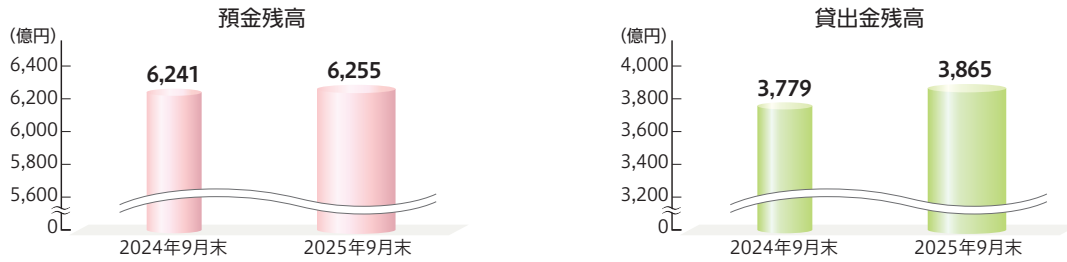 預金残高
(億円)
6,400
6,200
6,000
5,800
5,600
0
6,241
6,255
2024年9月末
2025年9月末
貸出金残高
(億円)
4,000
3,800
3,600
3,400
3,200
0
3,779
3,865
2024年9月末
2025年9月末